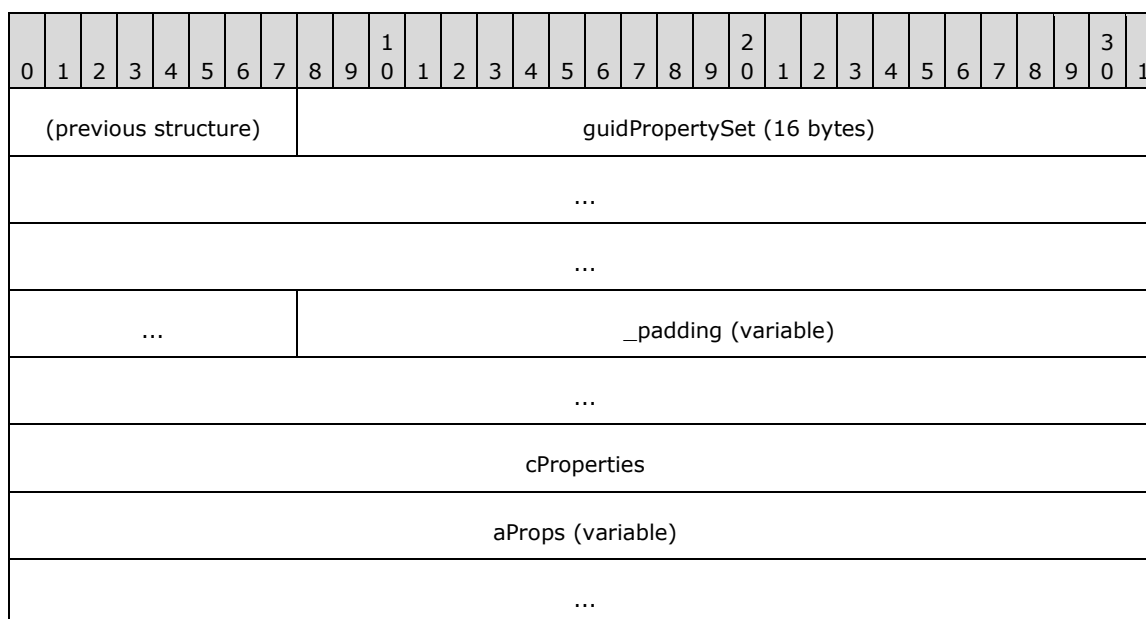 1 2 3
0 1 2 3 4 5 6 7 8 9 0 1 2 3 4 5 6 7 8 9 0 1 2 3 4 5 6 7 8 9 0 1
(previous structure) guidPropertySet (16 bytes)
...
...
... _padding (variable)
...
cProperties
aProps (variable)
...